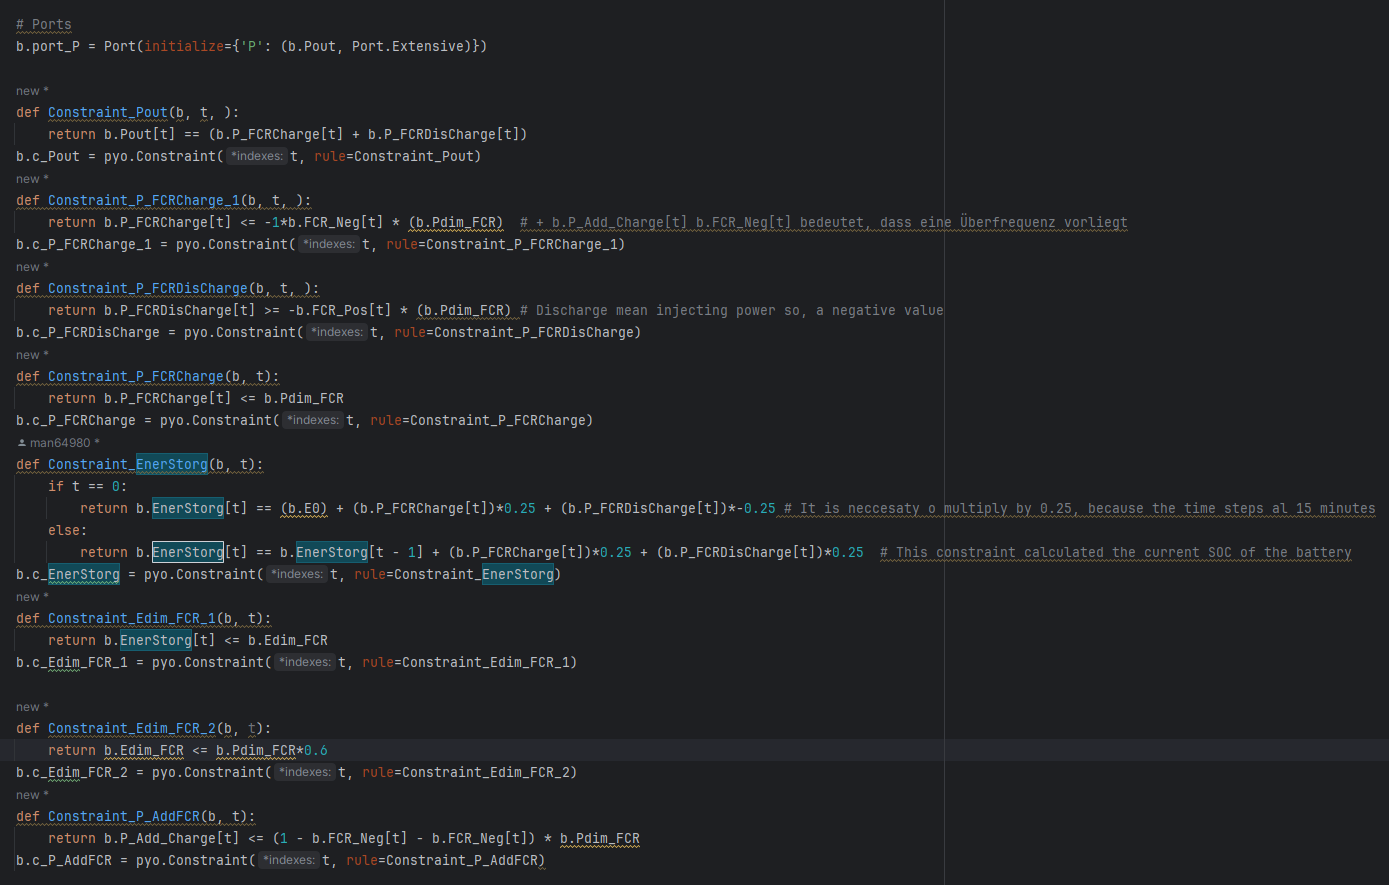 # Ports
b.port_P = Port(initialize={'P': (b.Pout, Port.Extensive)})
new *
def Constraint_Pout(b, t, ):
    return b.Pout[t] == (b.P_FCRCharge[t] + b.P_FCRDisCharge[t])
b.c_Pout = pyo.Constraint( *indexes: t, rule=Constraint_Pout)
new *
def Constraint_P_FCRCharge_1(b, t, ):
    return b.P_FCRCharge[t] <= -1*b.FCR_Neg[t] * (b.Pdim_FCR)  # + b.P_Add_Charge[t] b.FCR_Neg[t] bedeutet, dass eine Überfrequenz vorliegt
b.c_P_FCRCharge_1 = pyo.Constraint( *indexes: t, rule=Constraint_P_FCRCharge_1)
new *
def Constraint_P_FCRDisCharge(b, t, ):
    return b.P_FCRDisCharge[t] >= -b.FCR_Pos[t] * (b.Pdim_FCR) # Discharge mean injecting power so, a negative value
b.c_P_FCRDisCharge = pyo.Constraint( *indexes: t, rule=Constraint_P_FCRDisCharge)
new *
def Constraint_P_FCRCharge(b, t):
    return b.P_FCRCharge[t] <= b.Pdim_FCR
b.c_P_FCRCharge = pyo.Constraint( *indexes: t, rule=Constraint_P_FCRCharge)
man64980 *
def Constraint_EnerStorg(b, t):
    if t == 0:
        return b.EnerStorg[t] == (b.E0) + (b.P_FCRCharge[t])*0.25 + (b.P_FCRDisCharge[t])*-0.25 # It is neccesaty o multiply by 0.25, because the time steps al 15 minutes
    else:
        return b.EnerStorg[t] == b.EnerStorg[t - 1] + (b.P_FCRCharge[t])*0.25 + (b.P_FCRDisCharge[t])*0.25  # This constraint calculated the current SOC of the battery
b.c_EnerStorg = pyo.Constraint( *indexes: t, rule=Constraint_EnerStorg)
new *
def Constraint_Edim_FCR_1(b, t):
    return b.EnerStorg[t] <= b.Edim_FCR
b.c_Edim_FCR_1 = pyo.Constraint( *indexes: t, rule=Constraint_Edim_FCR_1)
new *
def Constraint_Edim_FCR_2(b, t):
    return b.Edim_FCR <= b.Pdim_FCR*0.6
b.c_Edim_FCR_2 = pyo.Constraint( *indexes: t, rule=Constraint_Edim_FCR_2)
new *
def Constraint_P_AddFCR(b, t):
    return b.P_Add_Charge[t] <= (1 - b.FCR_Neg[t] - b.FCR_Neg[t]) * b.Pdim_FCR
b.c_P_AddFCR = pyo.Constraint( *indexes: t, rule=Constraint_P_AddFCR)